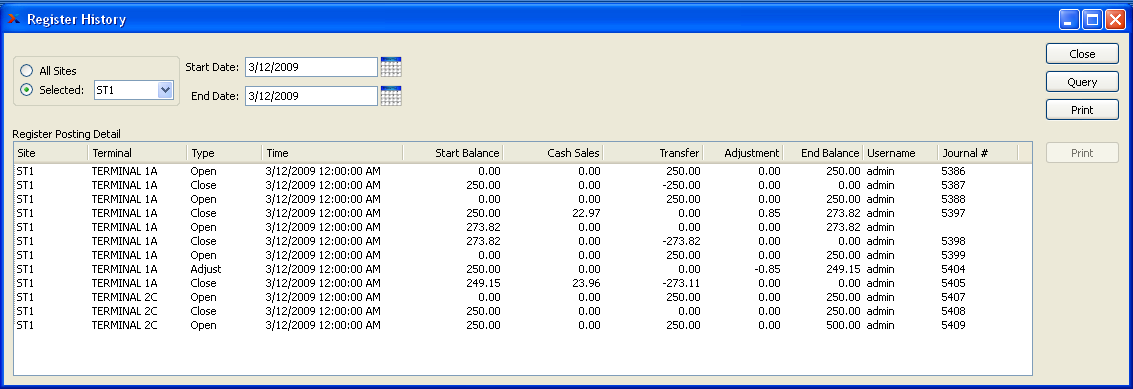 Register History
All Sites
Selected: ST1
Start Date: 3/12/2009
End Date: 3/12/2009
Close
Query
Print
Register Posting Detail
Site Terminal Type Time Start Balance Cash Sales Transfer Adjustment End Balance Username Journal #
Print
ST1 TERMINAL 1A Open 3/12/2009 12:00:00 AM 0.00 0.00 250.00 0.00 250.00 admin 5386
ST1 TERMINAL 1A Close 3/12/2009 12:00:00 AM 250.00 0.00 -250.00 0.00 0.00 admin 5387
ST1 TERMINAL 1A Open 3/12/2009 12:00:00 AM 0.00 0.00 250.00 0.00 250.00 admin 5388
ST1 TERMINAL 1A Close 3/12/2009 12:00:00 AM 250.00 22.97 0.00 0.85 273.82 admin 5397
ST1 TERMINAL 1A Open 3/12/2009 12:00:00 AM 273.82 0.00 0.00 0.00 273.82 admin
ST1 TERMINAL 1A Close 3/12/2009 12:00:00 AM 273.82 0.00 -273.82 0.00 0.00 admin 5398
ST1 TERMINAL 1A Open 3/12/2009 12:00:00 AM 0.00 0.00 250.00 0.00 250.00 admin 5399
ST1 TERMINAL 1A Adjust 3/12/2009 12:00:00 AM 250.00 0.00 0.00 -0.85 249.15 admin 5404
ST1 TERMINAL 1A Close 3/12/2009 12:00:00 AM 249.15 23.96 -273.11 0.00 0.00 admin 5405
ST1 TERMINAL 2C Open 3/12/2009 12:00:00 AM 0.00 0.00 250.00 0.00 250.00 admin 5407
ST1 TERMINAL 2C Close 3/12/2009 12:00:00 AM 250.00 0.00 0.00 0.00 250.00 admin 5408
ST1 TERMINAL 2C Open 3/12/2009 12:00:00 AM 250.00 0.00 250.00 0.00 500.00 admin 5409